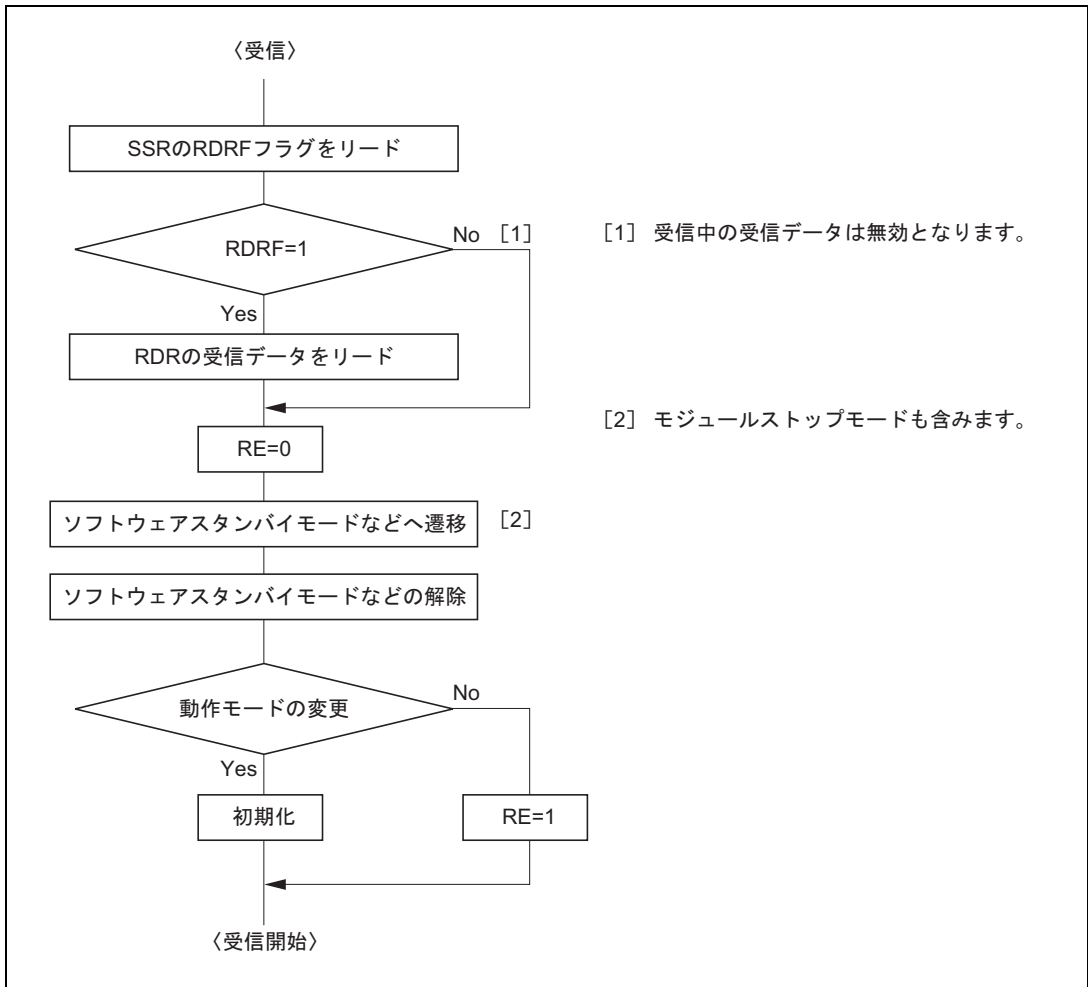 〈受信〉
SSRのRDRFフラグをリード
RDRF=1
No ［1］
［1］ 受信中の受信データは無効となります。
Yes
RDRの受信データをリード
［2］ モジュールストップモードも含みます。
RE=0
ソフトウェアスタンバイモードなどへ遷移
［2］
ソフトウェアスタンバイモードなどの解除
動作モードの変更
No
Yes
初期化
RE=1
〈受信開始〉